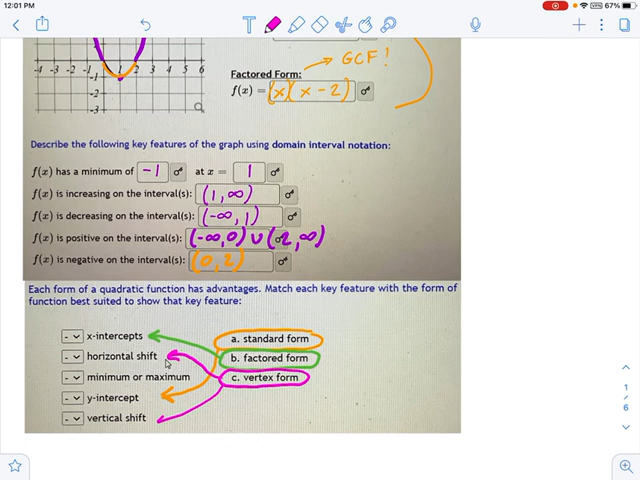 12:01 PM
67%
-4 -3 -2 -1 1 2 3 4 5 6
-1
-2
-3
→ GCF!
Factored Form:
f(x) = (x)(x-2)
Describe the following key features of the graph using domain interval notation:
f(x) has a minimum of -1 at x = 1
f(x) is increasing on the interval(s): (1,∞)
f(x) is decreasing on the interval(s): (-∞,1)
f(x) is positive on the interval(s): (-∞,0) ∪ (2,∞)
f(x) is negative on the interval(s): (0,2)
Each form of a quadratic function has advantages. Match each key feature with the form of
function best suited to show that key feature:
- x-intercepts
a. standard form
- horizontal shift
b. factored form
- minimum or maximum
c. vertex form
- y-intercept
- vertical shift
1
/
6